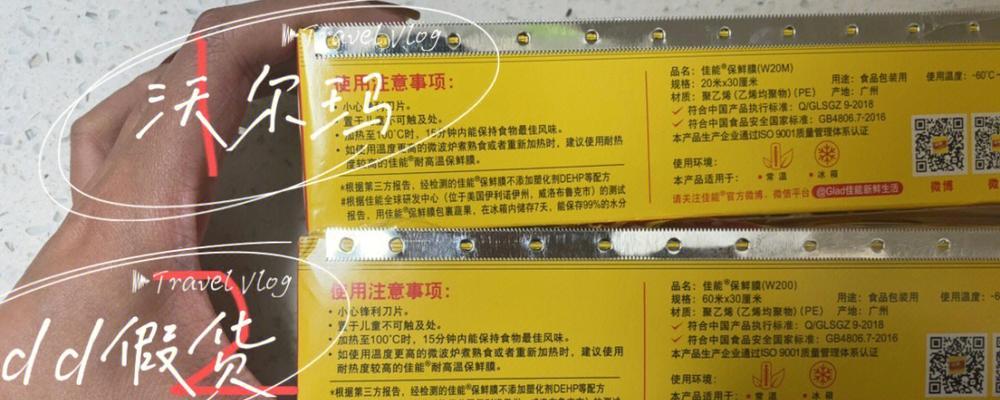 Travel Vlog
沃尔玛
使用注意事项:
• 小心 刀片。
• 置于儿童不可触及处。
• 加热至100℃时, 15分钟内能保持食物最佳风味。
• 如使用温度更高的微波炉煮熟或者重新加热时, 建议使用耐热
度较高的佳能®耐高温保鲜膜。
*根据第三方报告, 经检测的佳能®保鲜膜不添加塑化剂DEHP等配方
#根据佳能全球研发中心 (位于美国伊利诺伊州, 威洛布鲁克市) 的测试
报告, 用佳能®保鲜膜包裹蔬果, 在冰箱内储存7天, 能保存99%的水分
品名: 佳能®保鲜膜(W20M)
规格: 20米x30厘米 用途: 食品包装用 使用温度: -60℃~
材质: 聚乙烯 (乙烯均聚物) (PE) 产地: 广州
✓ 符合中国产品执行标准: Q/GLSGZ 9-2018
✓ 符合中国食品安全国家标准: GB4806.7-2016
本产品生产企业通过ISO 9001质量管理体系认证
使用环境:
本产品适用于: • 常温 • 冰箱
请关注佳能®官方微博、微信平台 @Glad佳能新鲜生活
微博 微
Travel Vlog
dd假货
使用注意事项:
• 小心锋利刀片。
• 置于儿童不可触及处。
• 加热至100℃时, 15分钟内能保持食物最佳风味。
• 如使用温度更高的微波炉煮熟食或者重新加热时, 建议使用
耐热度较高的佳能®耐高温保鲜膜。
*根据第三方报告, 经检测的佳能®保鲜膜不添加塑化剂DEHP等配方
品名: 佳能®保鲜膜(W200)
规格: 60米x30厘米 用途: 食品包装用 使用温度: -6
材质: 聚乙烯 (乙烯均聚物) (PE) 产地: 广州
✓ 符合中国产品执行标准: Q/GLSGZ 9-2018
✓ 符合中国食品安全国家标准: GB4806.7-2016
本产品生产企业通过ISO 9001质量管理体系认证
使用环境: